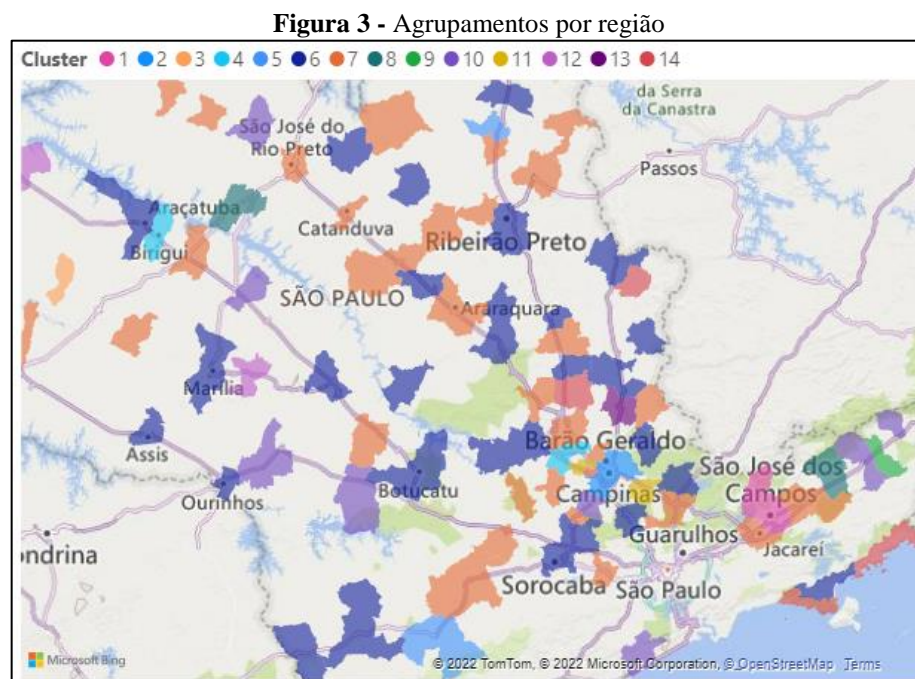 Figura 3 - Agrupamentos por região
Cluster 1 2 3 4 5 6 7 8 9 10 11 12 13 14
da Serra
da Canastra
São José do
Rio Preto
Passos
Araçatuba
Catanduva
Ribeirão Preto
Birigui
SÃO PAULO
Araraquara
Marília
Assis
Barão Geraldo
São José dos
Campos
Botucatu
Campinas
Ourinhos
ondrina
Guarulhos
Jacareí
Sorocaba
São Paulo
Microsoft Bing
© 2022 TomTom, © 2022 Microsoft Corporation, © OpenStreetMap Terms